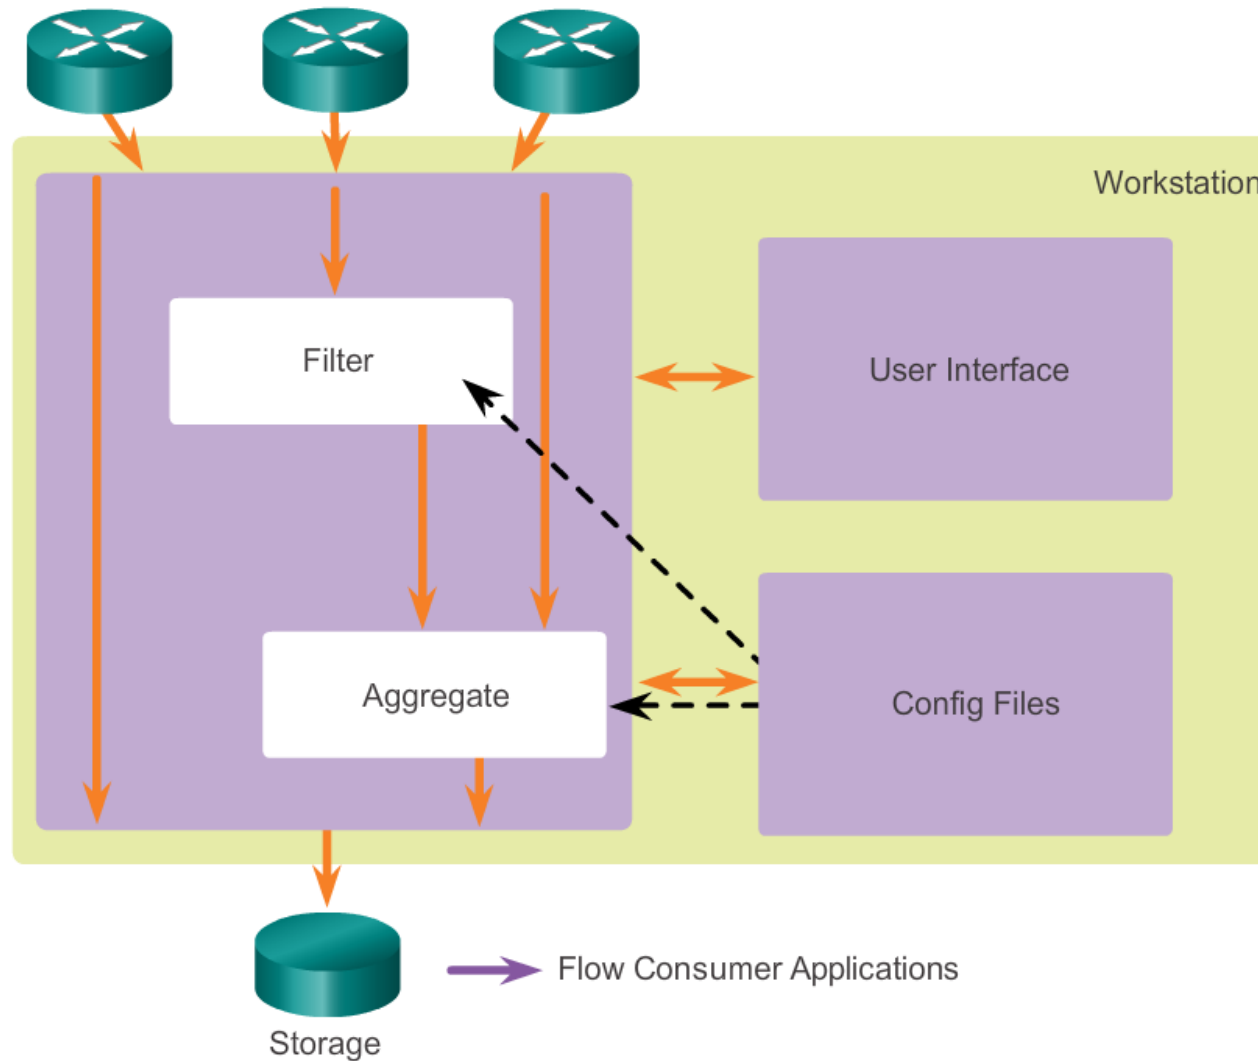 Workstation
Filter
User Interface
Aggregate
Config Files
Flow Consumer Applications
Storage